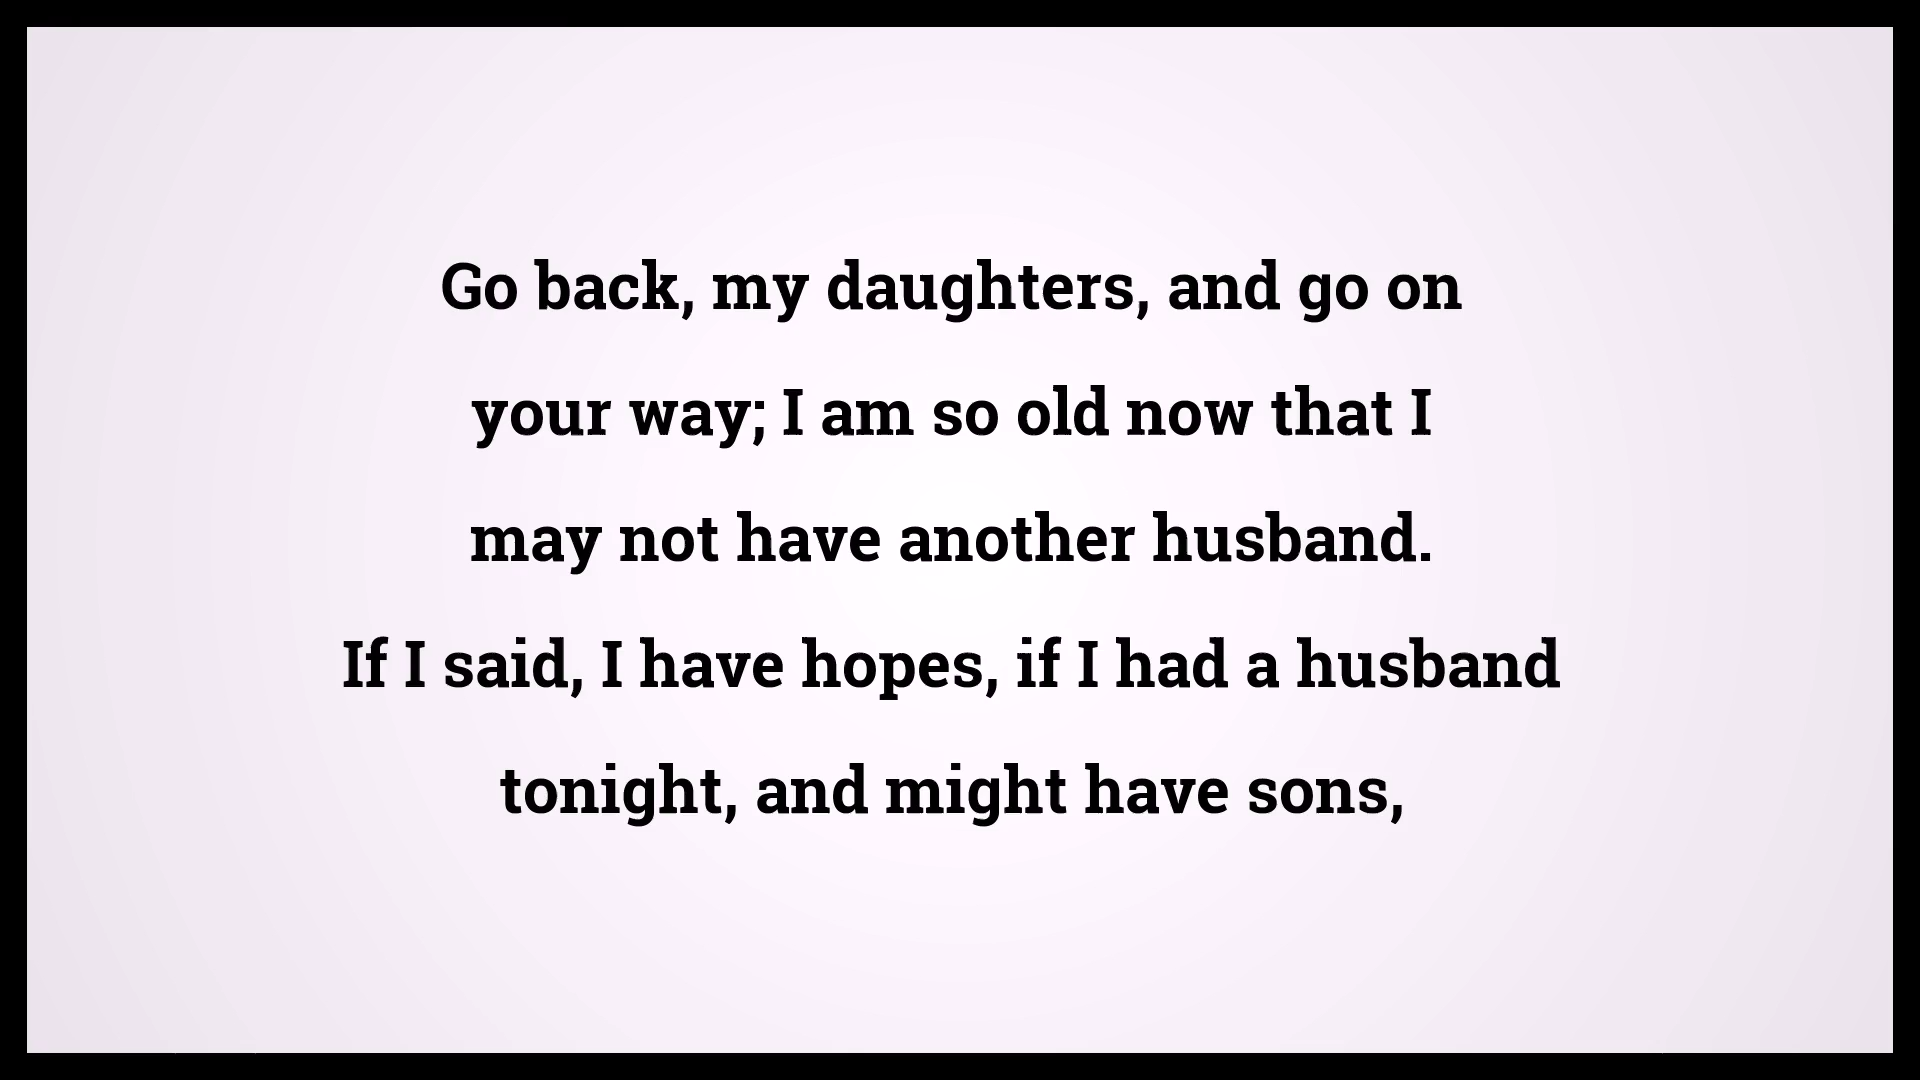 Go back, my daughters, and go on
your way; I am so old now that I
may not have another husband.
If I said, I have hopes, if I had a husband
tonight, and might have sons,